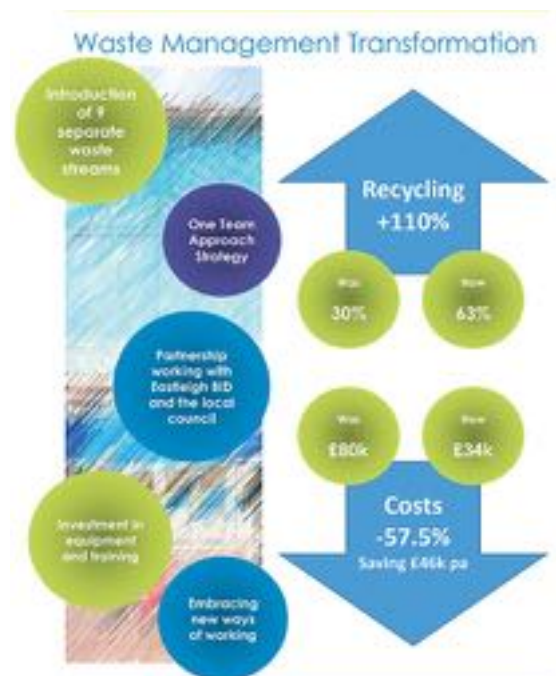 Waste Management Transformation
Introduction
of 9
separate
waste
streams
One Team
Approach
Strategy
Partnership
working with
Eastleigh BID
and the local
council
Investment in
equipment
and training
Embracing
new ways
of working
Recycling
+110%
Was
30%
Now
63%
Was
£80k
Now
£34k
Costs
-57.5%
Saving £46k pa